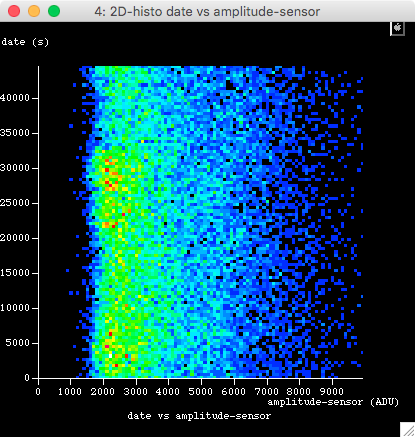 4: 2D-histo date vs amplitude-sensor
date (s)
40000
35000
30000
25000
20000
15000
10000
5000
0
0 1000 2000 3000 4000 5000 6000 7000 8000 9000
amplitude-sensor (ADU)
date vs amplitude-sensor